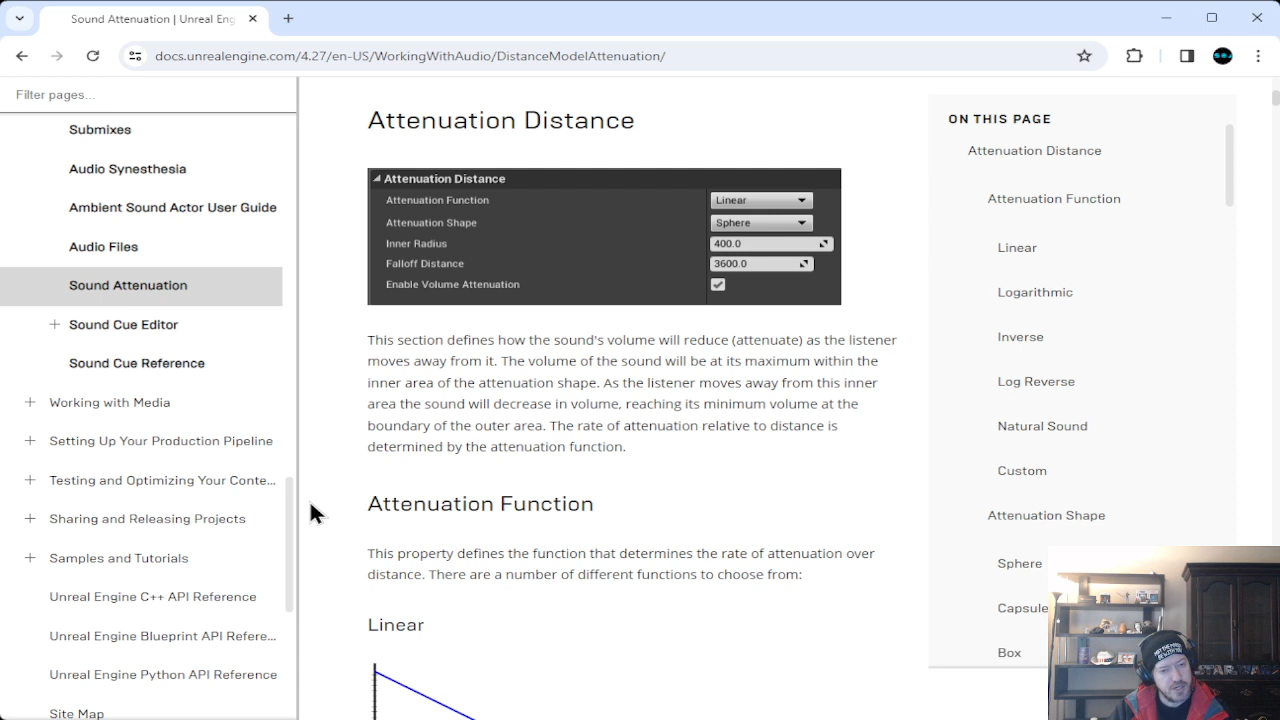 Sound Attenuation | Unreal Eng
docs.unrealengine.com/4.27/en-US/WorkingWithAudio/DistanceModelAttenuation/
Filter pages...
Submixes
Audio Synesthesia
Ambient Sound Actor User Guide
Audio Files
Sound Attenuation
Sound Cue Editor
Sound Cue Reference
Working with Media
Setting Up Your Production Pipeline
Testing and Optimizing Your Conte...
Sharing and Releasing Projects
Samples and Tutorials
Unreal Engine C++ API Reference
Unreal Engine Blueprint API Refere...
Unreal Engine Python API Reference
Site Map
Attenuation Distance
Attenuation Distance
Attenuation Function Linear
Attenuation Shape Sphere
Inner Radius 400.0
Falloff Distance 3600.0
Enable Volume Attenuation
This section defines how the sound's volume will reduce (attenuate) as the listener
moves away from it. The volume of the sound will be at its maximum within the
inner area of the attenuation shape. As the listener moves away from this inner
area the sound will decrease in volume, reaching its minimum volume at the
boundary of the outer area. The rate of attenuation relative to distance is
determined by the attenuation function.
Attenuation Function
This property defines the function that determines the rate of attenuation over
distance. There are a number of different functions to choose from:
Linear
ON THIS PAGE
Attenuation Distance
Attenuation Function
Linear
Logarithmic
Inverse
Log Reverse
Natural Sound
Custom
Attenuation Shape
Sphere
Capsule
Box
STAR WARS